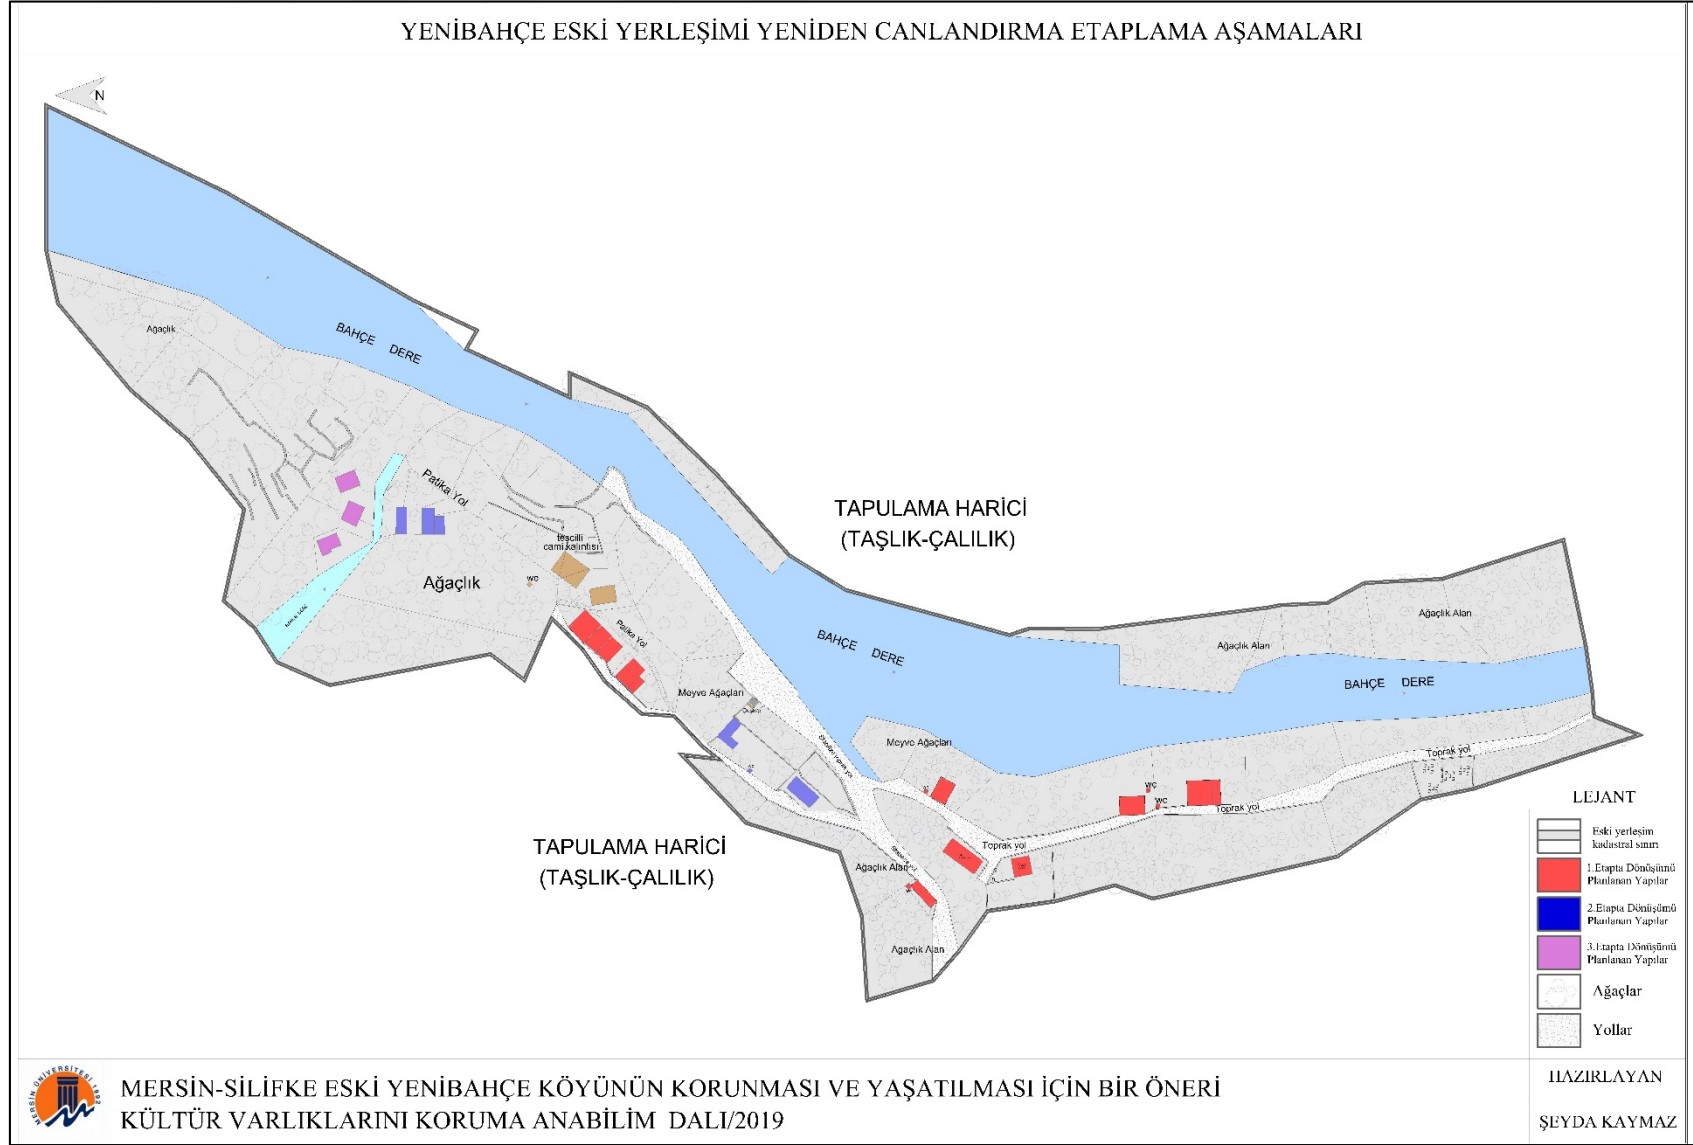 YENİBAHÇE ESKİ YERLEŞİMİ YENİDEN CANLANDIRMA ETAPLAMA AŞAMALARI
N
BAHÇE DERE
Ağaçlık
Patika Yol
tescilli
cami kalıntısı
wc
Ağaçlık
Patika Yol
Meyve Ağaçları
TAPULAMA HARİCİ
(TAŞLIK-ÇALILIK)
BAHÇE DERE
Ağaçlık Alan
Ağaçlık Alan
BAHÇE DERE
Meyve Ağaçları
Toprak yol
wc
wc
Toprak yol
Toprak yol
TAPULAMA HARİCİ
(TAŞLIK-ÇALILIK)
Ağaçlık Alan
Ağaçlık Alan
LEJANT
Eski yerleşim
kadastral sınırı
1.Etapta Dönüşümü
Planlanan Yapılar
2.Etapta Dönüşümü
Planlanan Yapılar
3.Etapta Dönüşümü
Planlanan Yapılar
Ağaçlar
Yollar
MERSİN ÜNİVERSİTESİ 1992
MERSİN-SİLİFKE ESKİ YENİBAHÇE KÖYÜNÜN KORUNMASI VE YAŞATILMASI İÇİN BİR ÖNERİ
KÜLTÜR VARLIKLARINI KORUMA ANABİLİM DALI/2019
HAZIRLAYAN
ŞEYDA KAYMAZ